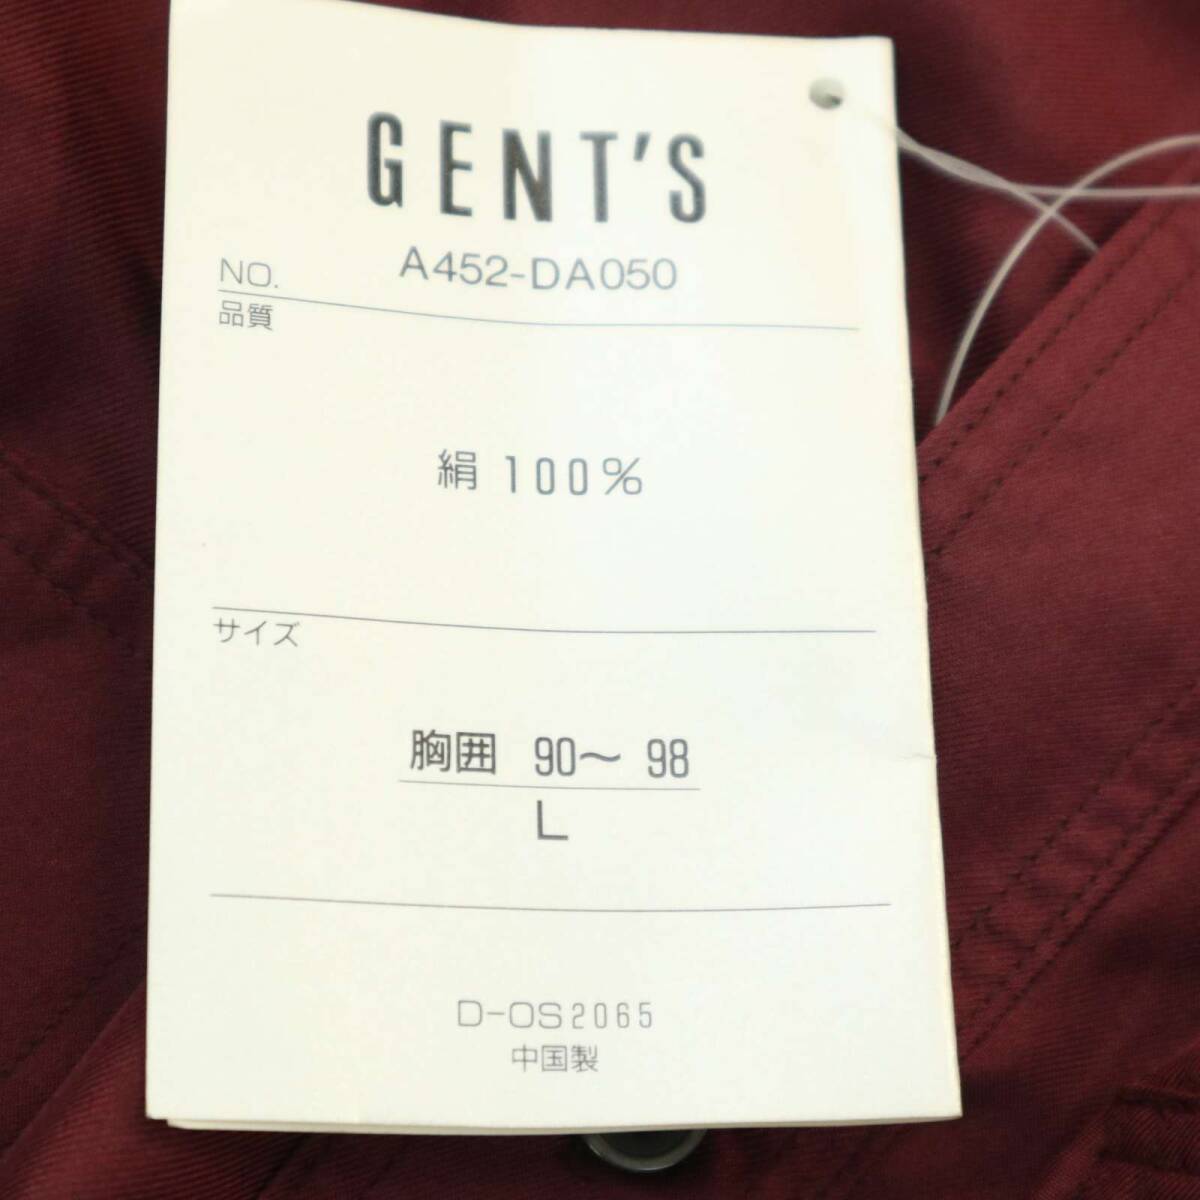 GENT'S
NO. A452-DA050
品質
絹 100%
サイズ
胸囲 90〜 98
L
D-OS2065
中国製